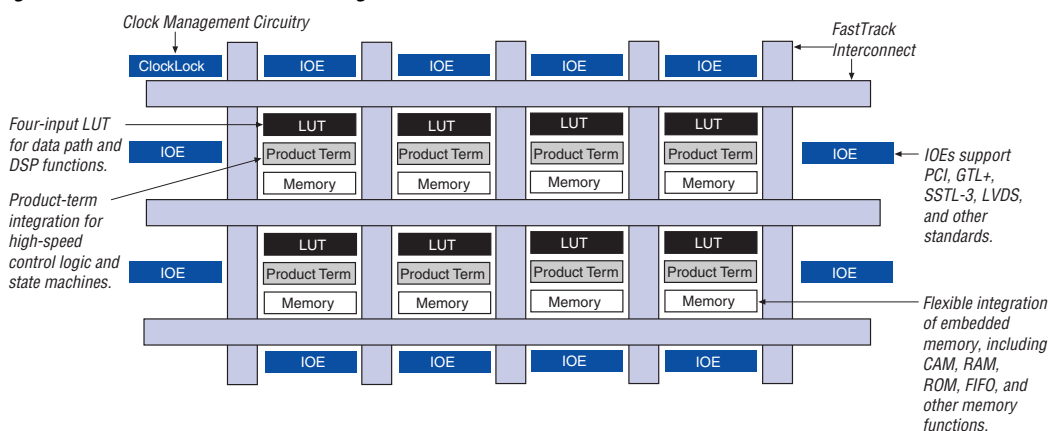 Clock Management Circuitry
FastTrack
Interconnect
ClockLock
IOE
IOE
IOE
IOE
Four-input LUT
for data path and
DSP functions.
LUT
LUT
LUT
LUT
IOE
Product Term
Product Term
Product Term
Product Term
IOE
Memory
Memory
Memory
Memory
IOEs support
PCI, GTL+,
SSTL-3, LVDS,
and other
standards.
Product-term
integration for
high-speed
control logic and
state machines.
LUT
LUT
LUT
LUT
IOE
Product Term
Product Term
Product Term
Product Term
IOE
Memory
Memory
Memory
Memory
Flexible integration
of embedded
memory, including
CAM, RAM,
ROM, FIFO, and
other memory
functions.
IOE
IOE
IOE
IOE